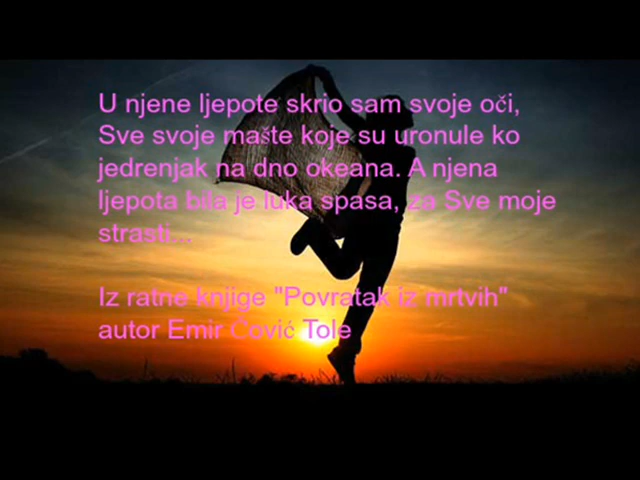 U njene ljepote skrio sam svoje oči,
Sve svoje mašte koje su uronule ko
jedrenjak na dno okeana. A njena
ljepota bila je luka spasa, za Sve moje
strasti...
Iz ratne knjige "Povratak iz mrtvih"
autor Emir Čović Tole